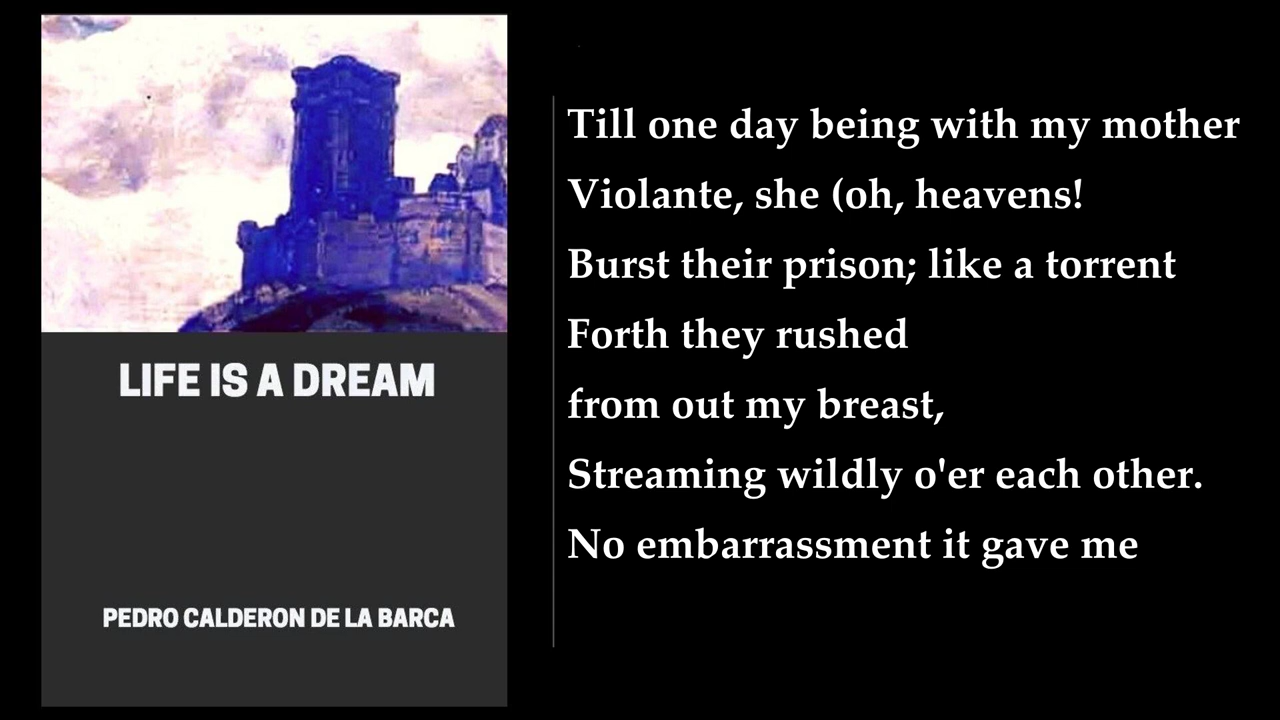 LIFE IS A DREAM
PEDRO CALDERON DE LA BARCA
Till one day being with my mother
Violante, she (oh, heavens!
Burst their prison; like a torrent
Forth they rushed
from out my breast,
Streaming wildly o'er each other.
No embarrassment it gave me